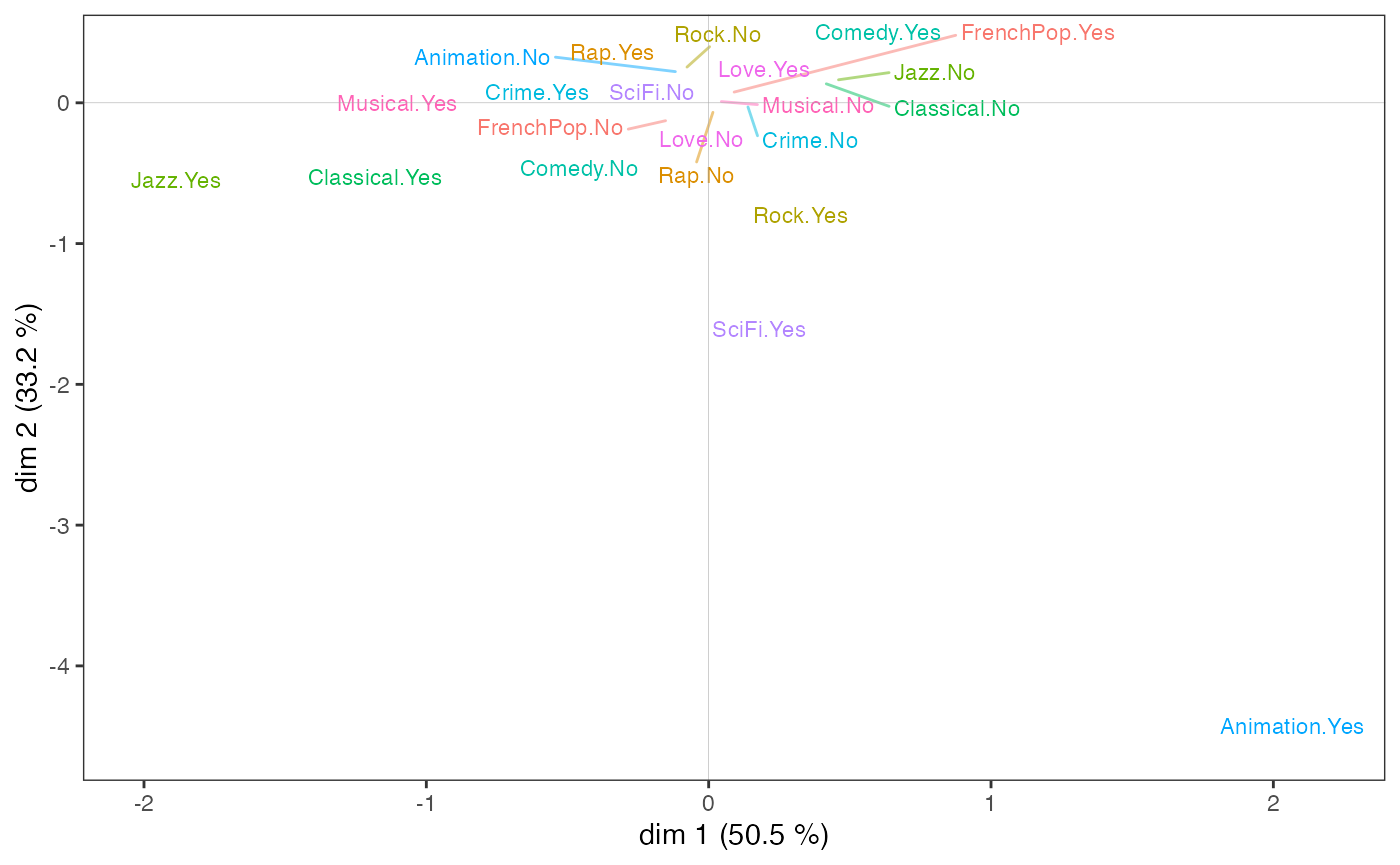 Rock.No
Comedy.Yes
FrenchPop.Yes
Animation.No
Rap.Yes
Love.Yes
Jazz.No
Musical.Yes
Crime.Yes
SciFi.No
Musical.No
Classical.No
FrenchPop.No
Love.No
Crime.No
Jazz.Yes
Classical.Yes
Comedy.No
Rap.No
Rock.Yes
SciFi.Yes
Animation.Yes
0
-1
-2
-3
-4
dim 2 (33.2 %)
-2
-1
0
1
2
dim 1 (50.5 %)